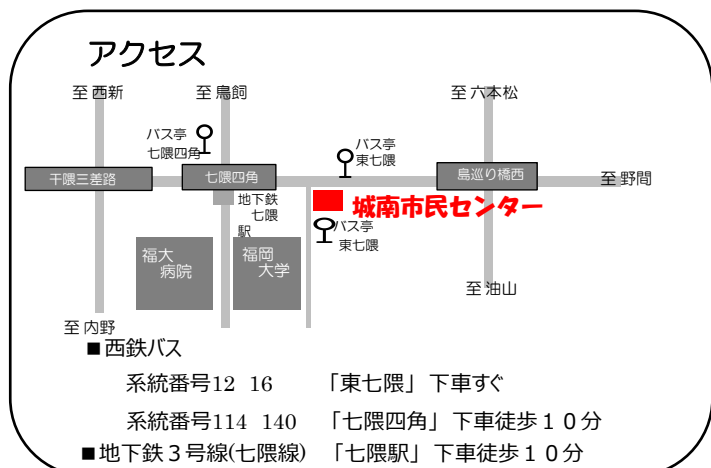 アクセス
至 西新
至 鳥飼
至 六本松
バス亭
七隈四角
バス亭
東七隈
干隈三差路
七隈四角
島巡り橋西
至 野間
地下鉄
七隈
駅
城南市民センター
バス亭
東七隈
福大
病院
福岡
大学
至 油山
至 内野
■ 西鉄バス
系統番号12 16 「東七隈」下車すぐ
系統番号114 140 「七隈四角」下車徒歩１０分
■ 地下鉄３号線(七隈線) 「七隈駅」下車徒歩１０分